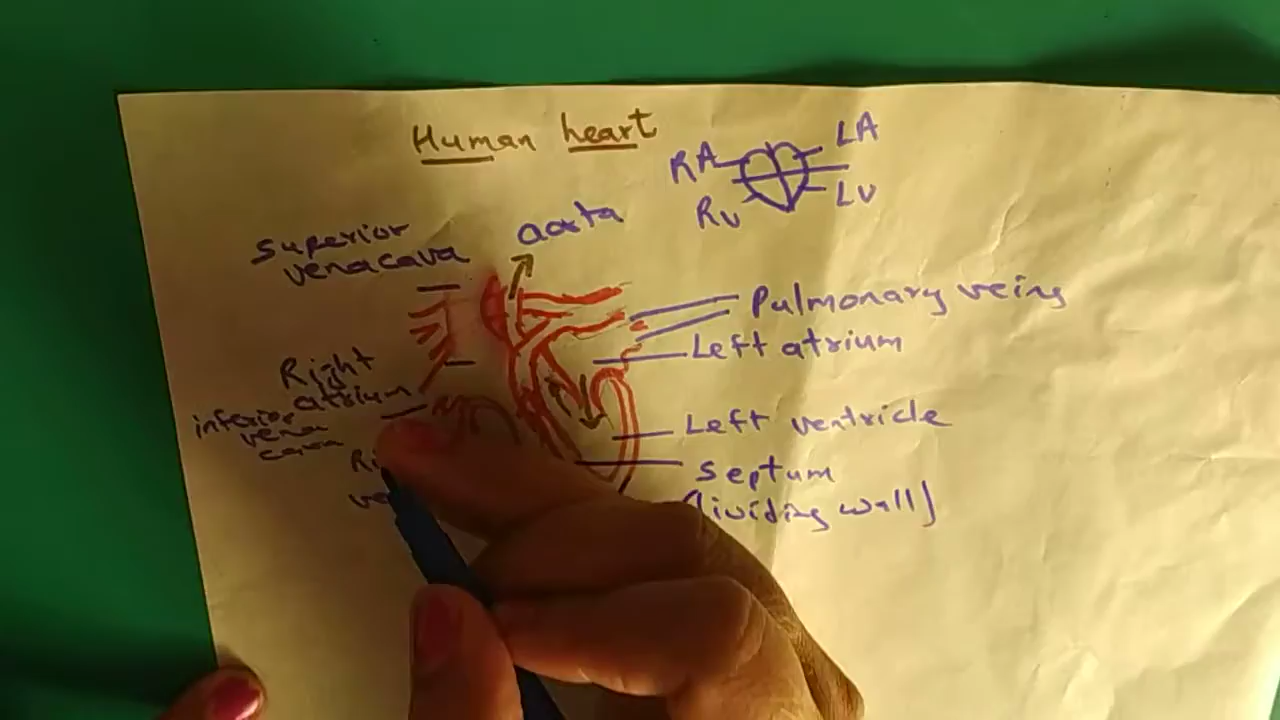 Human heart
RA
LA
RV
LV
aorta
Superior
venacava
Pulmonary veins
Left atrium
Right
atrium
inferior
vena
cava
Left ventricle
Septum
(dividing wall)